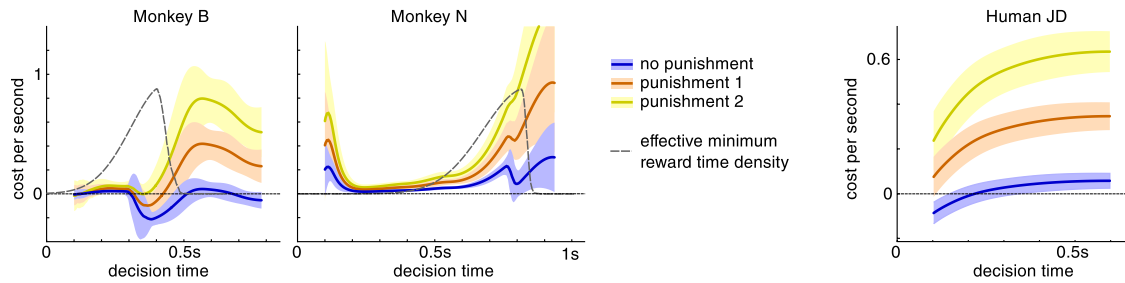 Monkey B
Monkey N
Human JD
cost per second
1
0
0
0.5s
decision time
0
0.5s
1s
decision time
no punishment
punishment 1
punishment 2
effective minimum
reward time density
cost per second
0.6
0
0
0.5s
decision time